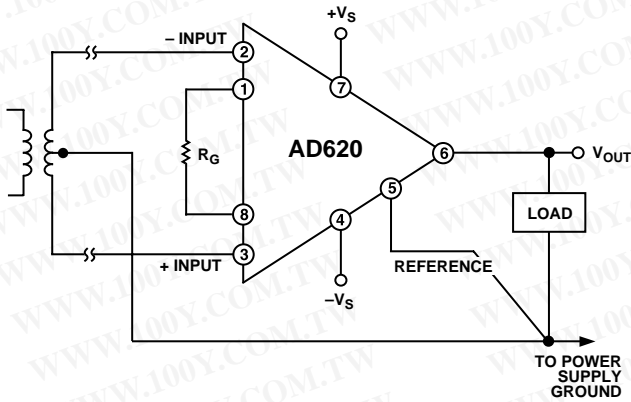 +VS
– INPUT
2
1
7
RG
AD620
6
VOUT
5
8
4
LOAD
3
+ INPUT
REFERENCE
–VS
TO POWER
SUPPLY
GROUND
WWW.100Y.COM.TW